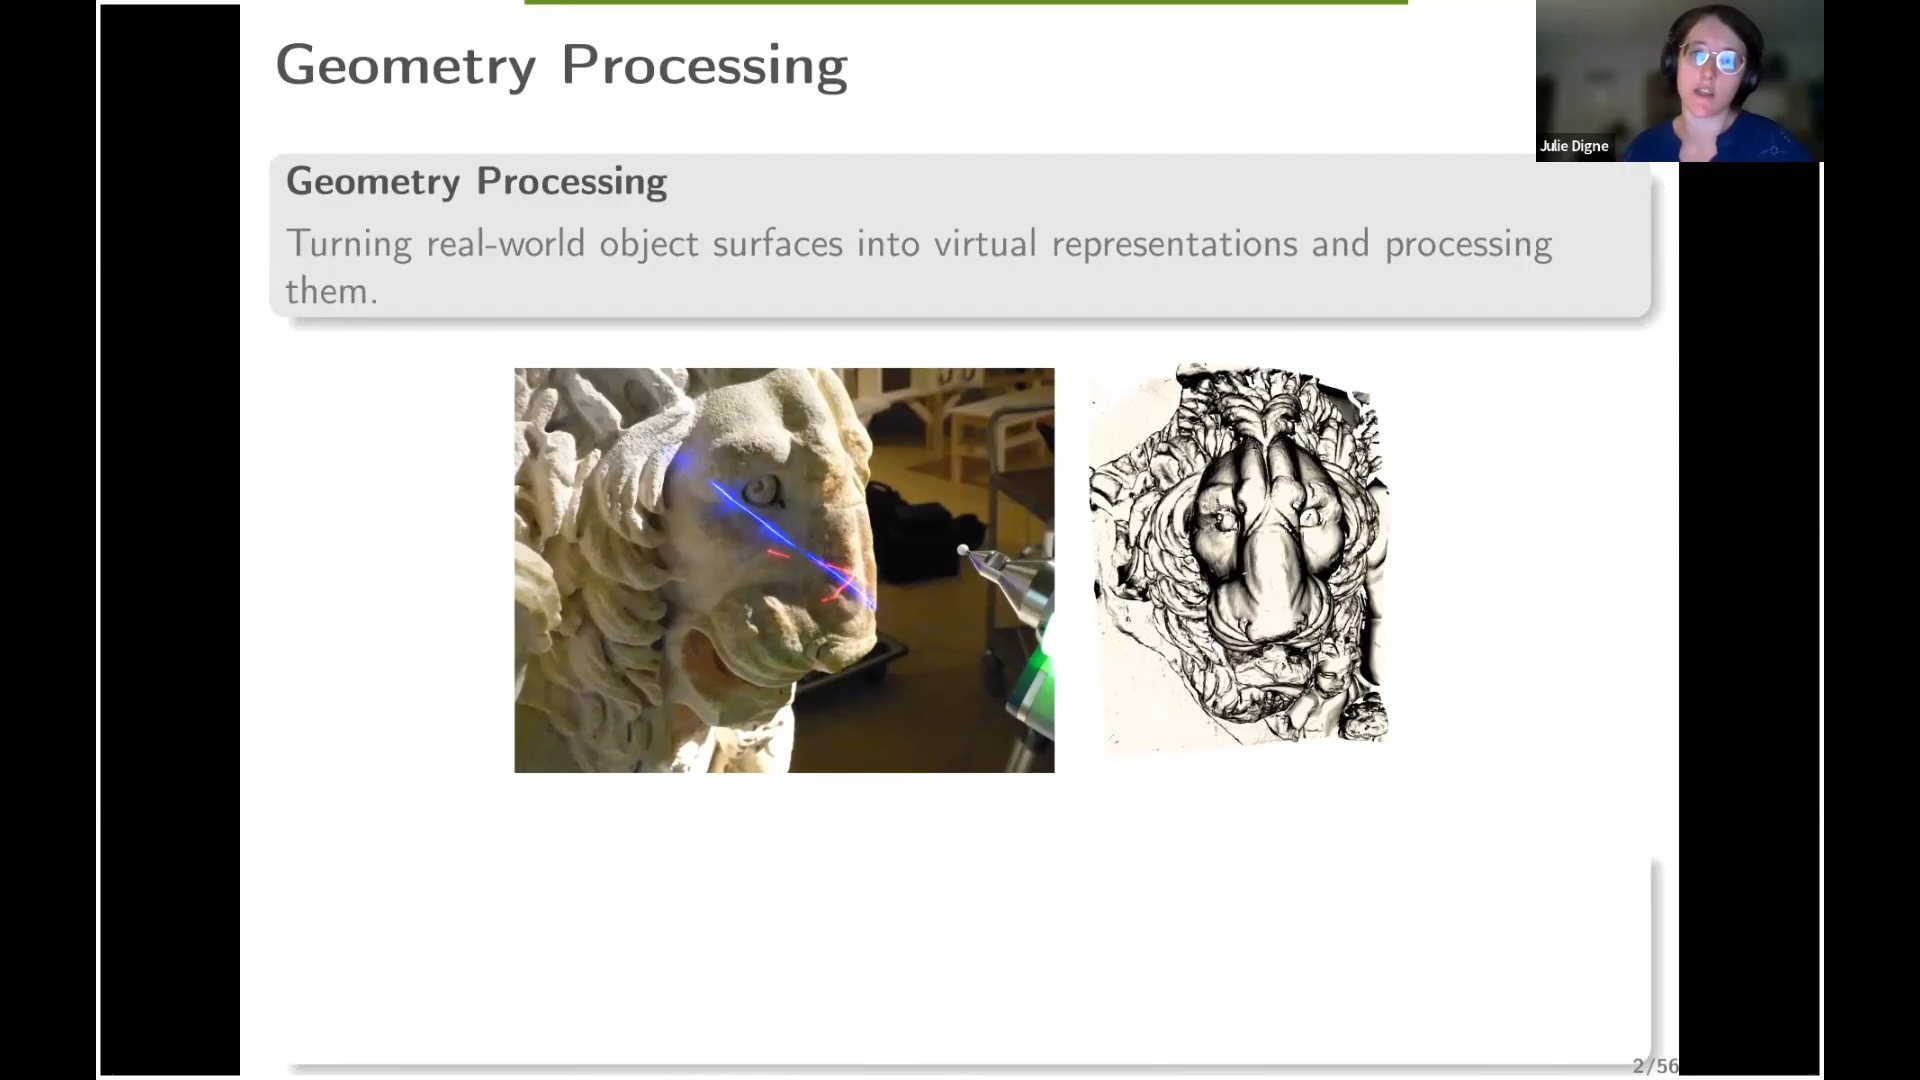 Geometry Processing
Julie Digne
Geometry Processing
Turning real-world object surfaces into virtual representations and processing
them.
2/56